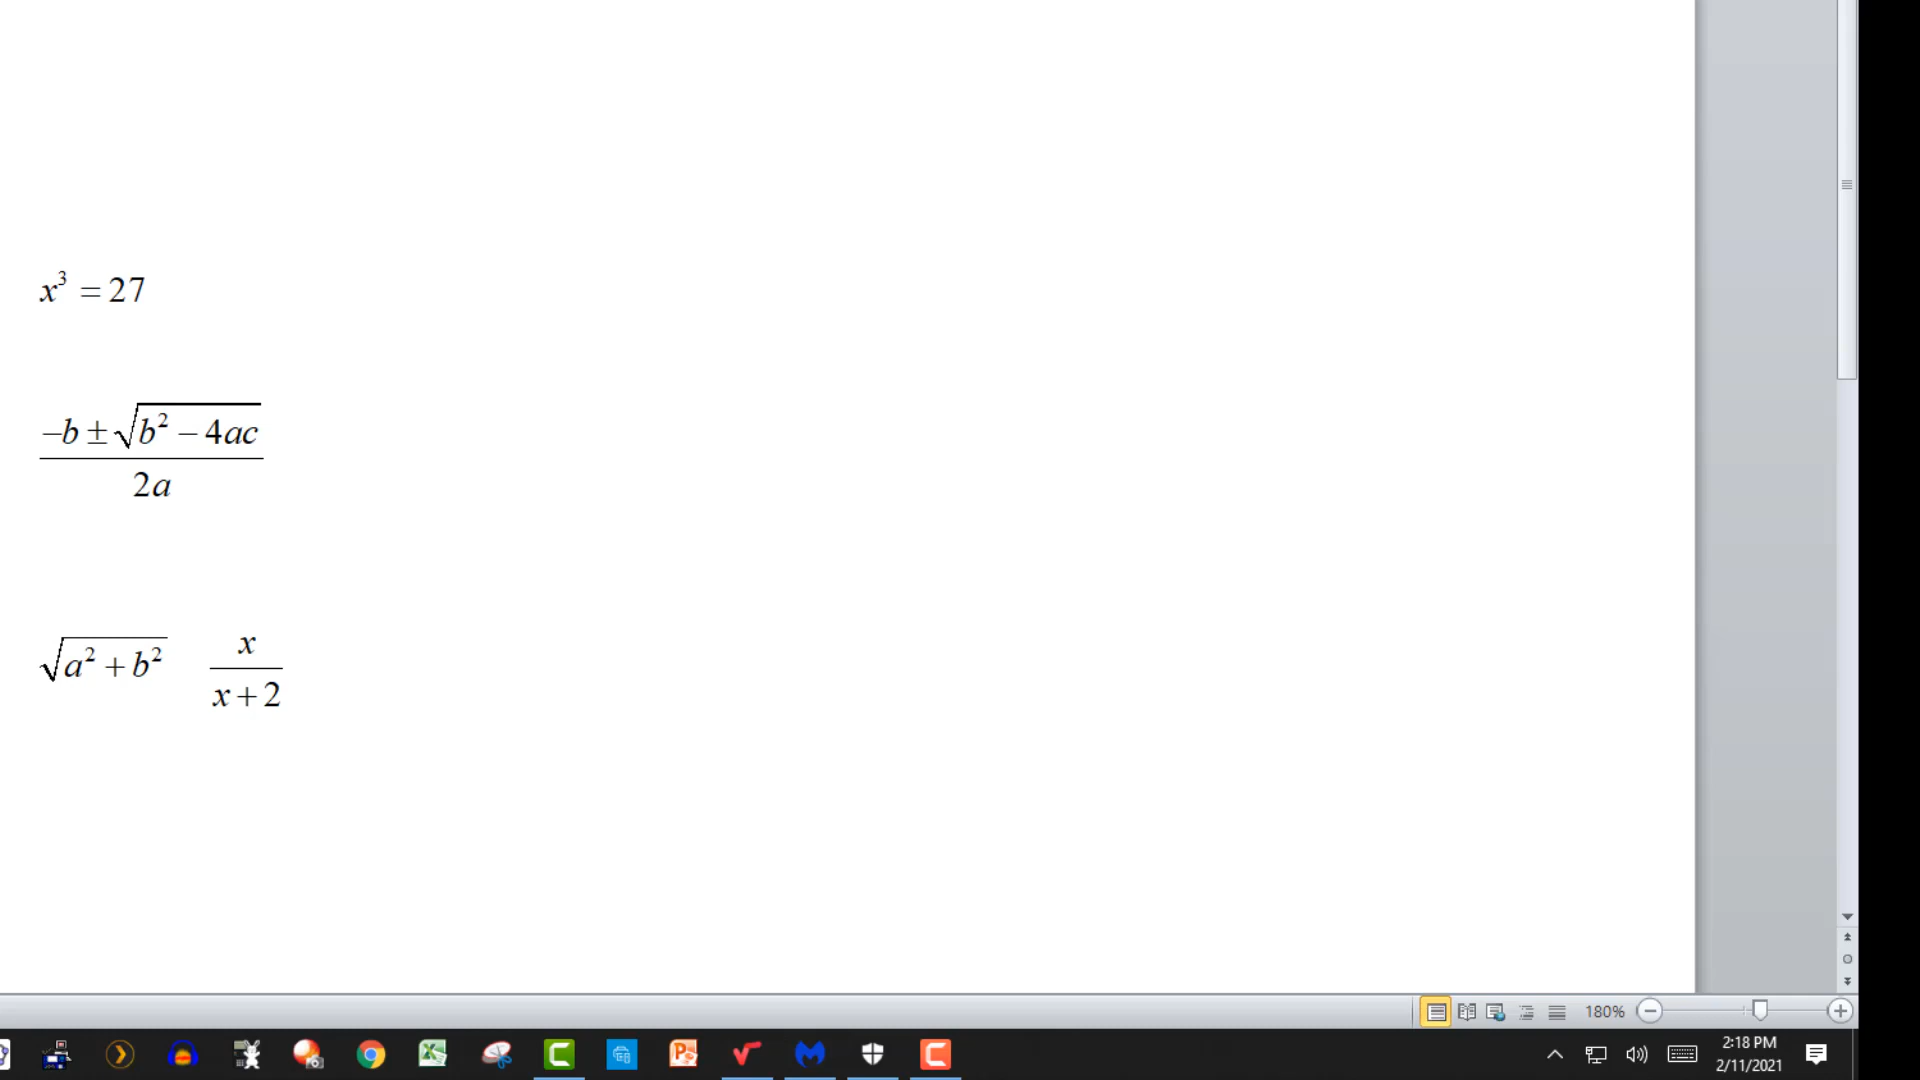 x³ = 27
−b ± √(b² − 4ac)
2a
√(a² + b²) x
x + 2
180%
2:18 PM
2/11/2021